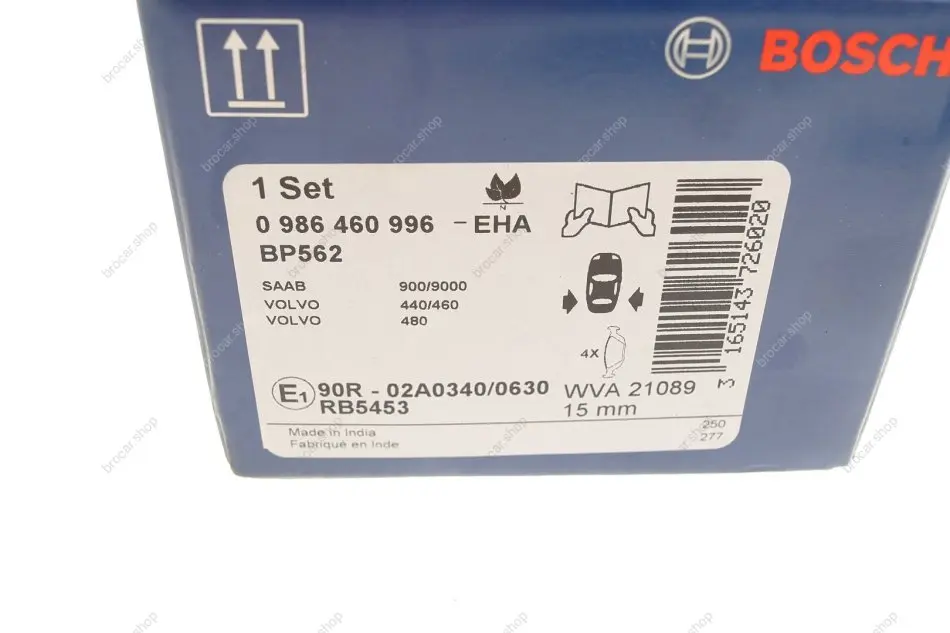 BOSCH
1 Set
0 986 460 996 - EHA
BP562
SAAB 900/9000
VOLVO 440/460
VOLVO 480
4X
3 165143 726020
E1 90R - 02A0340/0630 WVA 21089
RB5453 15 mm
Made in India 250
Fabriqué en Inde 277
brocar.shop